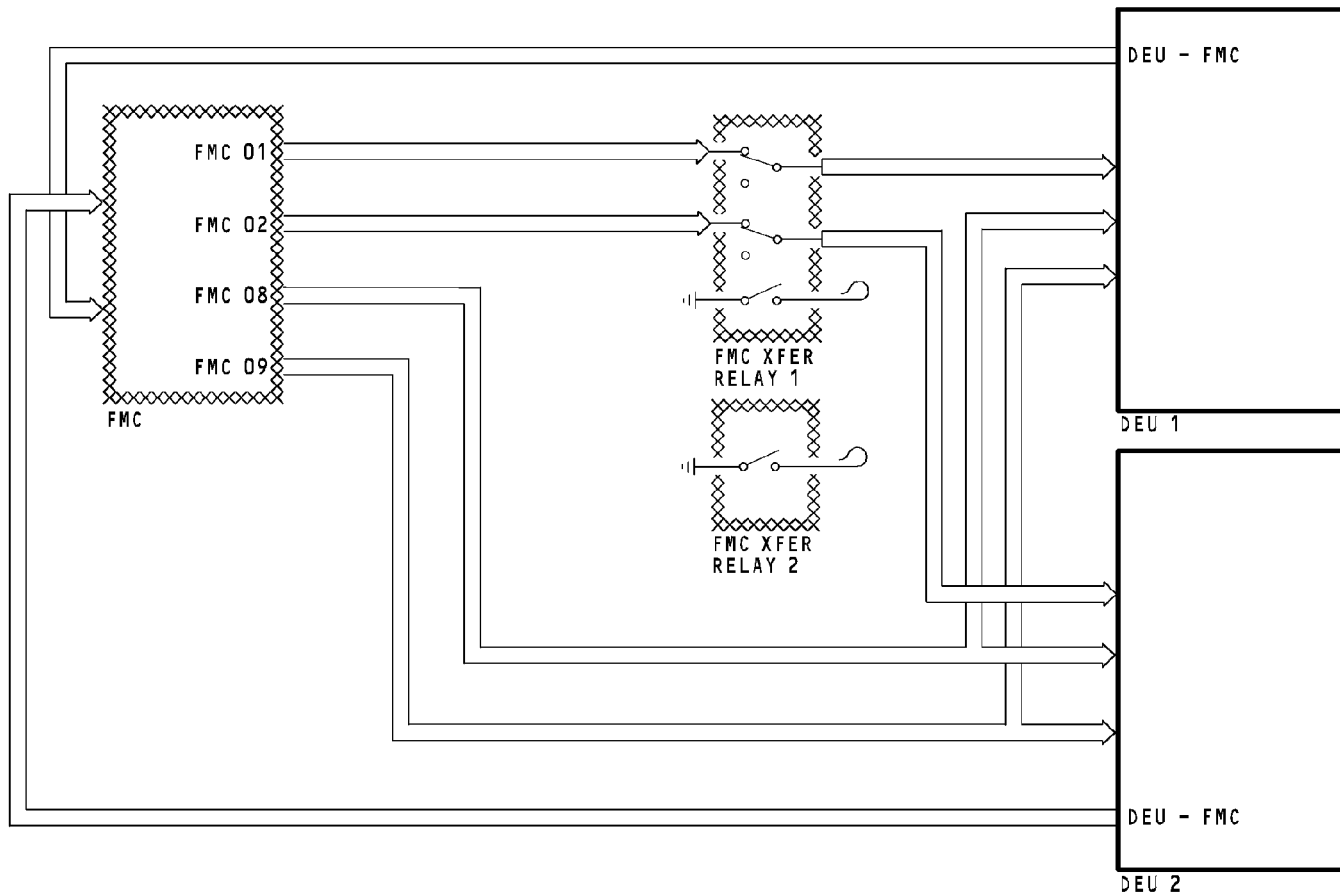 DEU - FMC
FMC 01
FMC 02
FMC 08
FMC 09
FMC
FMC XFER
RELAY 1
DEU 1
FMC XFER
RELAY 2
DEU - FMC
DEU 2